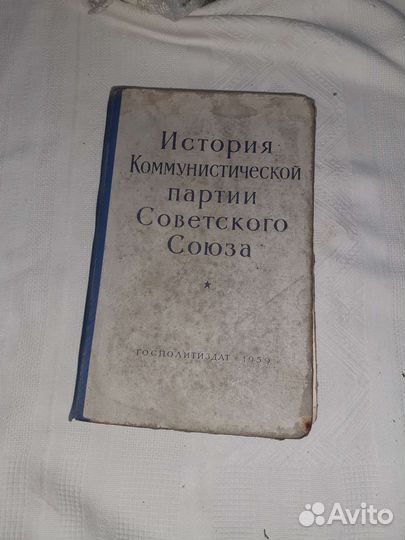 История
Коммунистической
партии
Советского
Союза
ГОСПОЛИТИЗДАТ · 1959
Avito